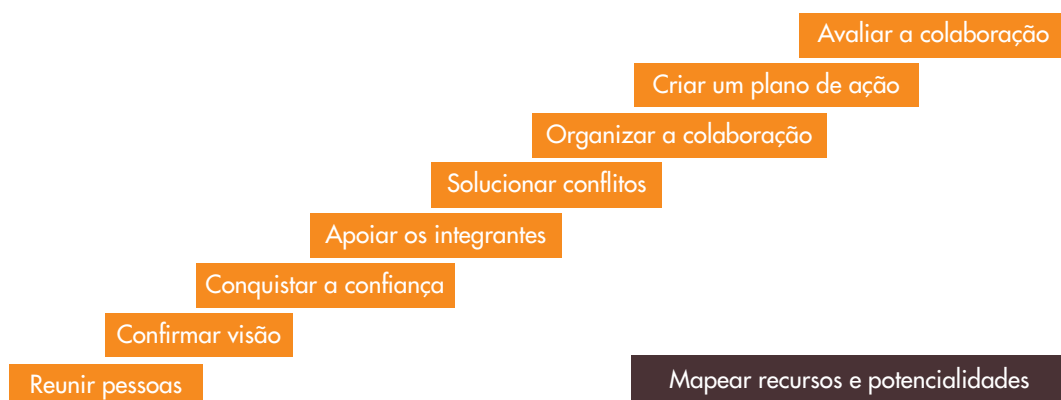 Avaliar a colaboração
Criar um plano de ação
Organizar a colaboração
Solucionar conflitos
Apoiar os integrantes
Conquistar a confiança
Confirmar visão
Reunir pessoas
Mapear recursos e potencialidades